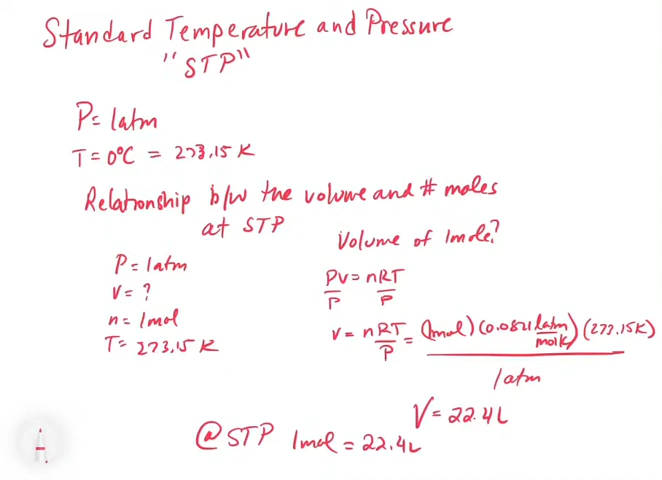 Standard Temperature and Pressure
"STP"
P = 1atm
T = 0°C = 273.15 K
Relationship b/w the volume and # moles
at STP
Volume of 1mole?
P = 1atm
V = ?
n = 1mol
T = 273.15 K
PV = nRT
P P
V = nRT/P = (1mol)(0.0821 Latm/molK)(273.15K)
1atm
V = 22.4L
@STP 1mol = 22.4L